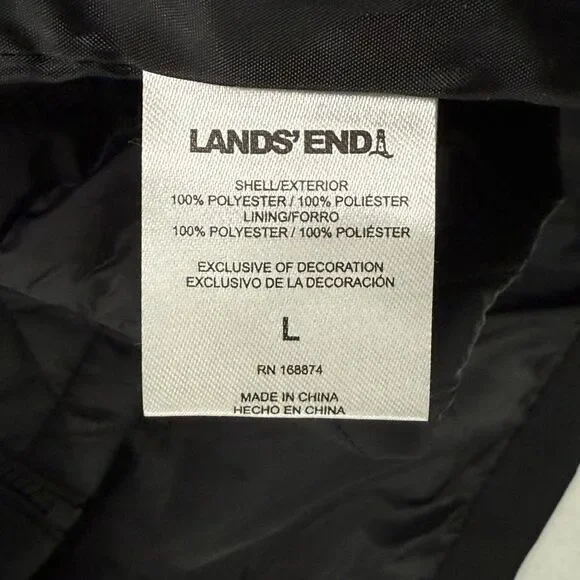 LANDS' END
SHELL/EXTERIOR
100% POLYESTER / 100% POLIÉSTER
LINING/FORRO
100% POLYESTER / 100% POLIÉSTER
EXCLUSIVE OF DECORATION
EXCLUSIVO DE LA DECORACIÓN
L
RN 168874
MADE IN CHINA
HECHO EN CHINA